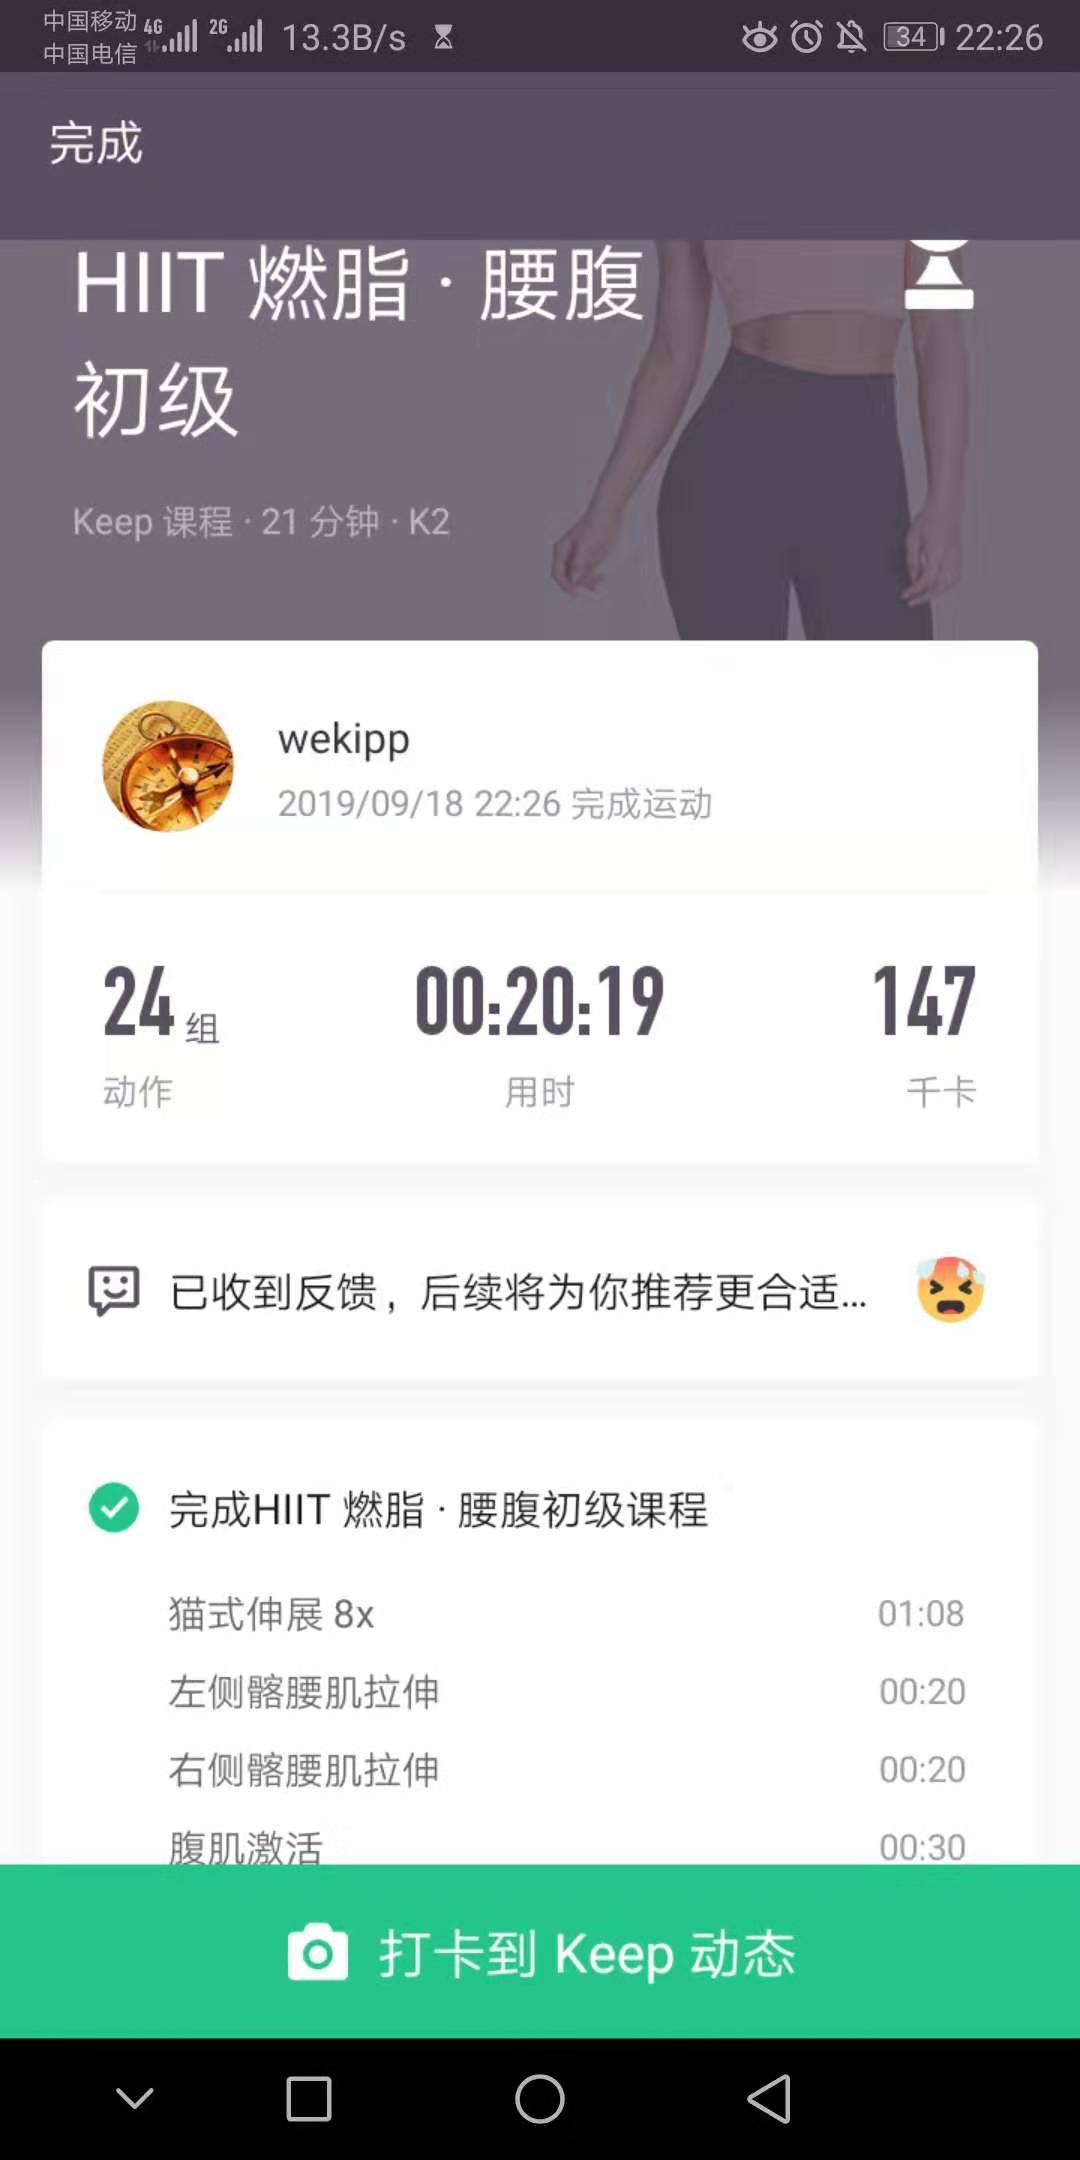 中国移动 4G 2G 13.3B/s 34 22:26
中国电信
完成
HIIT 燃脂 · 腰腹
初级
Keep 课程 · 21 分钟 · K2
wekipp
2019/09/18 22:26 完成运动
24 组 00:20:19 147
动作 用时 千卡
已收到反馈，后续将为你推荐更合适...
完成HIIT 燃脂 · 腰腹初级课程
猫式伸展 8x 01:08
左侧髂腰肌拉伸 00:20
右侧髂腰肌拉伸 00:20
腹肌激活 00:30
打卡到 Keep 动态